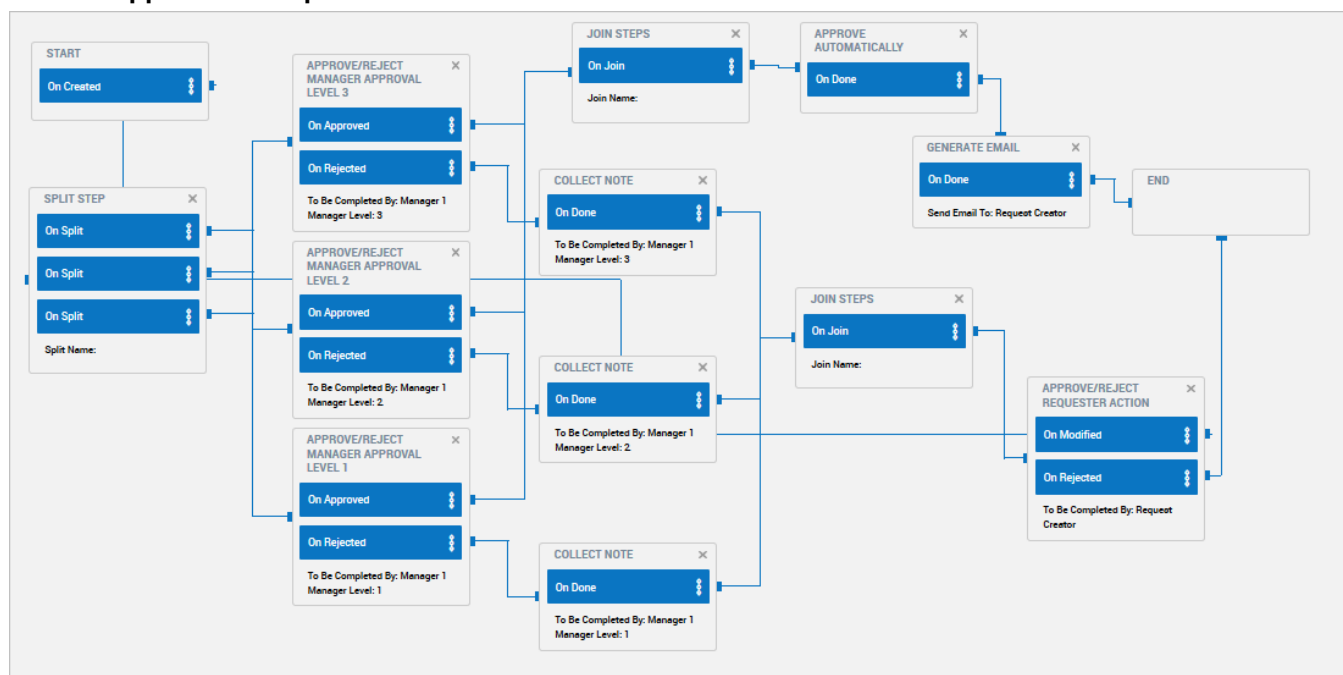 START
On Created
SPLIT STEP
On Split
On Split
On Split
Split Name:
APPROVE/REJECT
MANAGER APPROVAL
LEVEL 3
On Approved
On Rejected
To Be Completed By: Manager 1
Manager Level: 3
APPROVE/REJECT
MANAGER APPROVAL
LEVEL 2
On Approved
On Rejected
To Be Completed By: Manager 1
Manager Level: 2
APPROVE/REJECT
MANAGER APPROVAL
LEVEL 1
On Approved
On Rejected
To Be Completed By: Manager 1
Manager Level: 1
JOIN STEPS
On Join
Join Name:
COLLECT NOTE
On Done
To Be Completed By: Manager 1
Manager Level: 3
COLLECT NOTE
On Done
To Be Completed By: Manager 1
Manager Level: 2
COLLECT NOTE
On Done
To Be Completed By: Manager 1
Manager Level: 1
APPROVE
AUTOMATICALLY
On Done
GENERATE EMAIL
On Done
Send Email To: Request Creator
END
JOIN STEPS
On Join
Join Name:
APPROVE/REJECT
REQUESTER ACTION
On Modified
On Rejected
To Be Completed By: Request
Creator